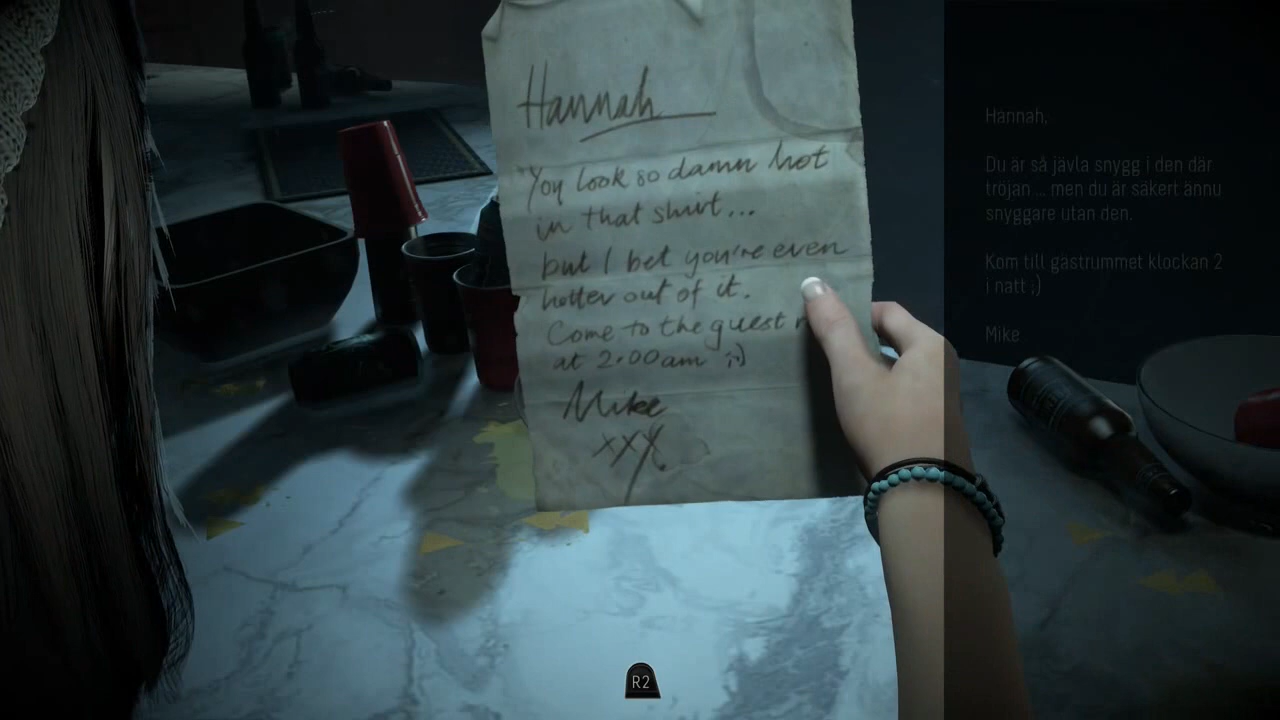 Hannah
You look so damn hot
in that shirt...
but I bet you're even
hotter out of it.
Come to the guest
at 2:00am ;)
Mike
xxx
Hannah,
Du är så jävla snygg i den där
tröjan ... men du är säkert ännu
snyggare utan den.
Kom till gästrummet klockan 2
i natt ;)
Mike
R2